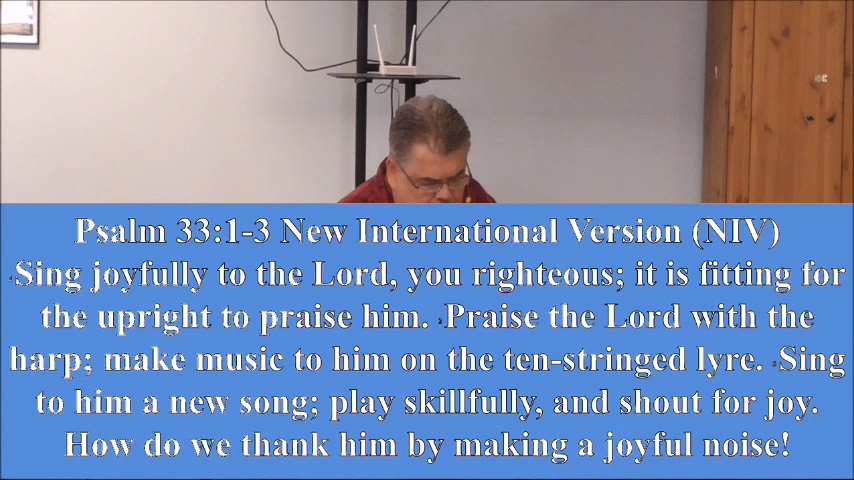 Psalm 33:1-3 New International Version (NIV)
Sing joyfully to the Lord, you righteous; it is fitting for
the upright to praise him. Praise the Lord with the
harp; make music to him on the ten-stringed lyre. Sing
to him a new song; play skillfully, and shout for joy.
How do we thank him by making a joyful noise!